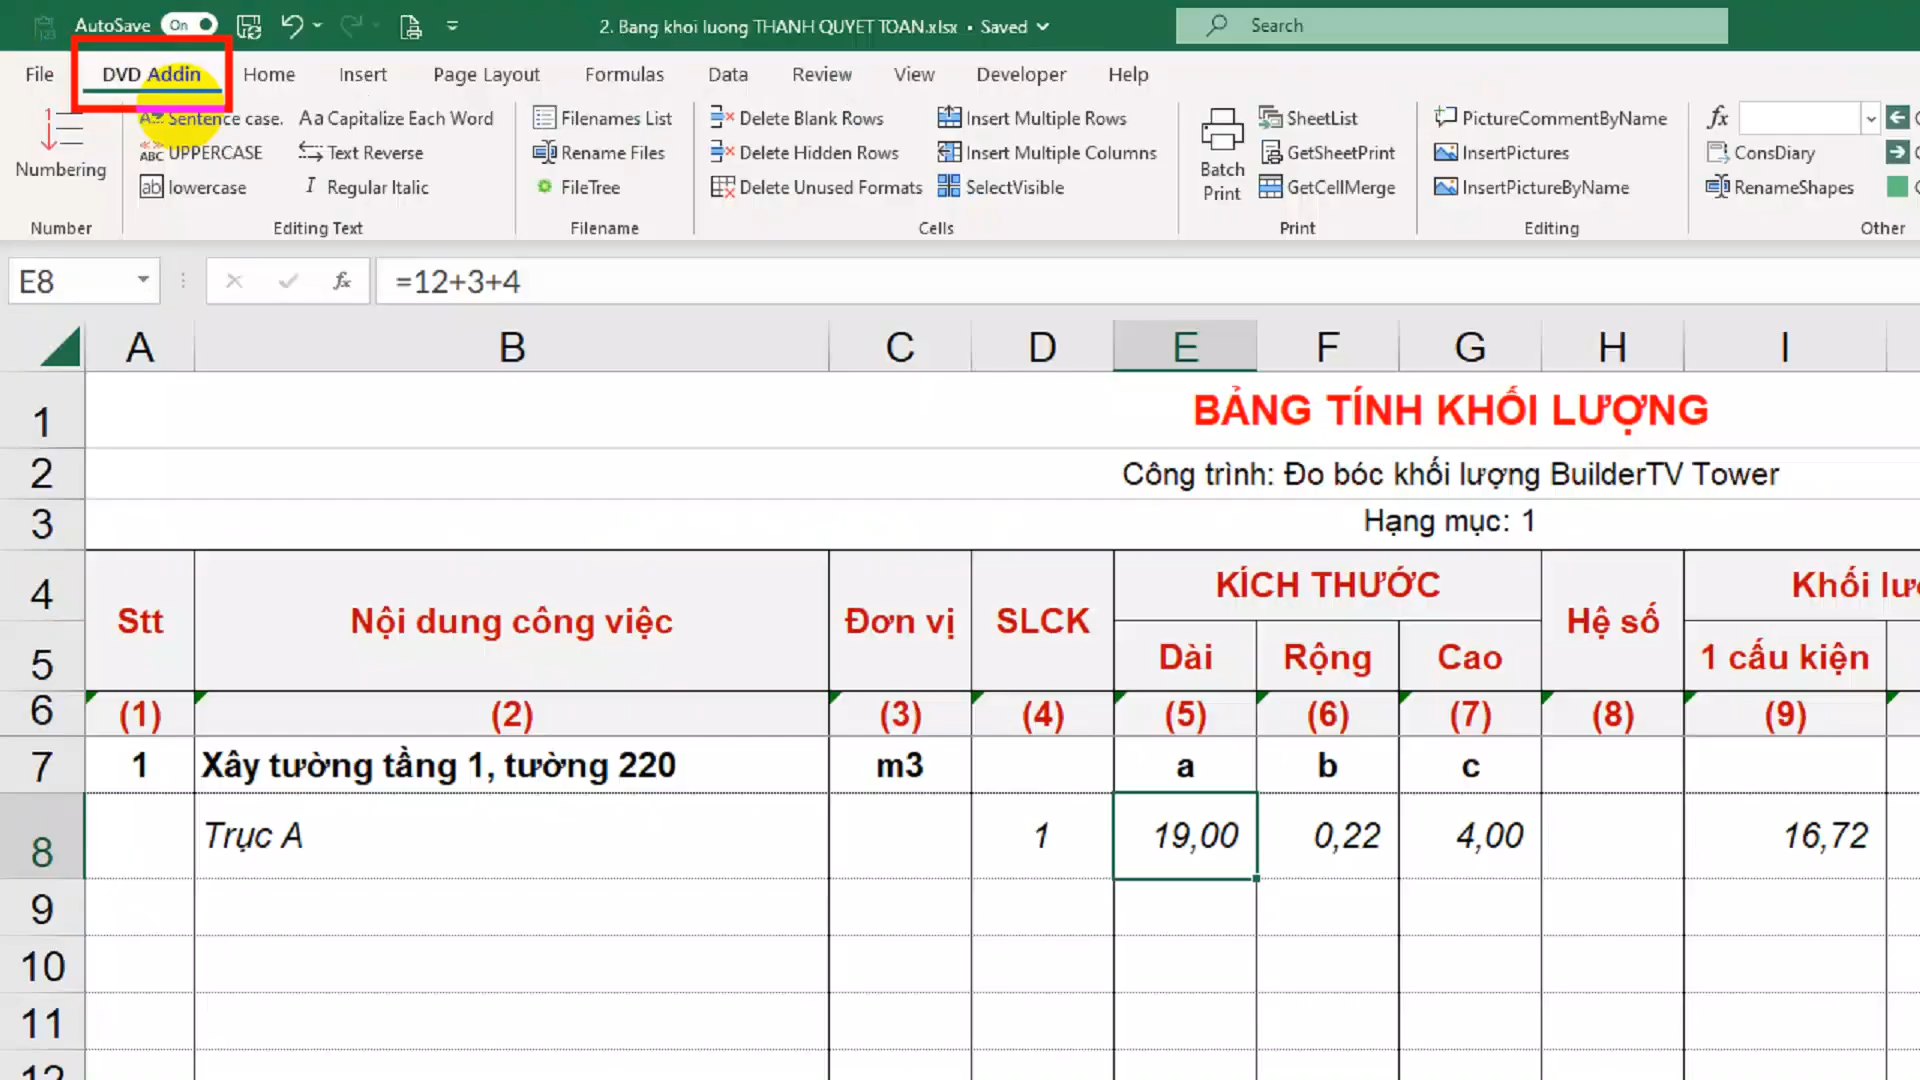 AutoSave On 2. Bang khoi luong THANH QUYET TOAN.xlsx • Saved Search
File DVD Addin Home Insert Page Layout Formulas Data Review View Developer Help
Sentence case. Aa Capitalize Each Word Filenames List Delete Blank Rows Insert Multiple Rows SheetList PictureCommentByName fx
Numbering ABC UPPERCASE Text Reverse Rename Files Delete Hidden Rows Insert Multiple Columns Batch Print GetSheetPrint InsertPictures ConsDiary
ab lowercase I Regular Italic FileTree Delete Unused Formats SelectVisible GetCellMerge InsertPictureByName RenameShapes
Number Editing Text Filename Cells Print Editing Other
E8 fx =12+3+4
A B C D E F G H I
1 BẢNG TÍNH KHỐI LƯỢNG
2 Công trình: Đo bóc khối lượng BuilderTV Tower
3 Hạng mục: 1
4 Stt Nội dung công việc Đơn vị SLCK KÍCH THƯỚC Hệ số Khối
5 Dài Rộng Cao 1 cấu kiện
6 (1) (2) (3) (4) (5) (6) (7) (8) (9)
7 1 Xây tường tầng 1, tường 220 m3 a b c
8 Trục A 1 19,00 0,22 4,00 16,72
9
10
11
12